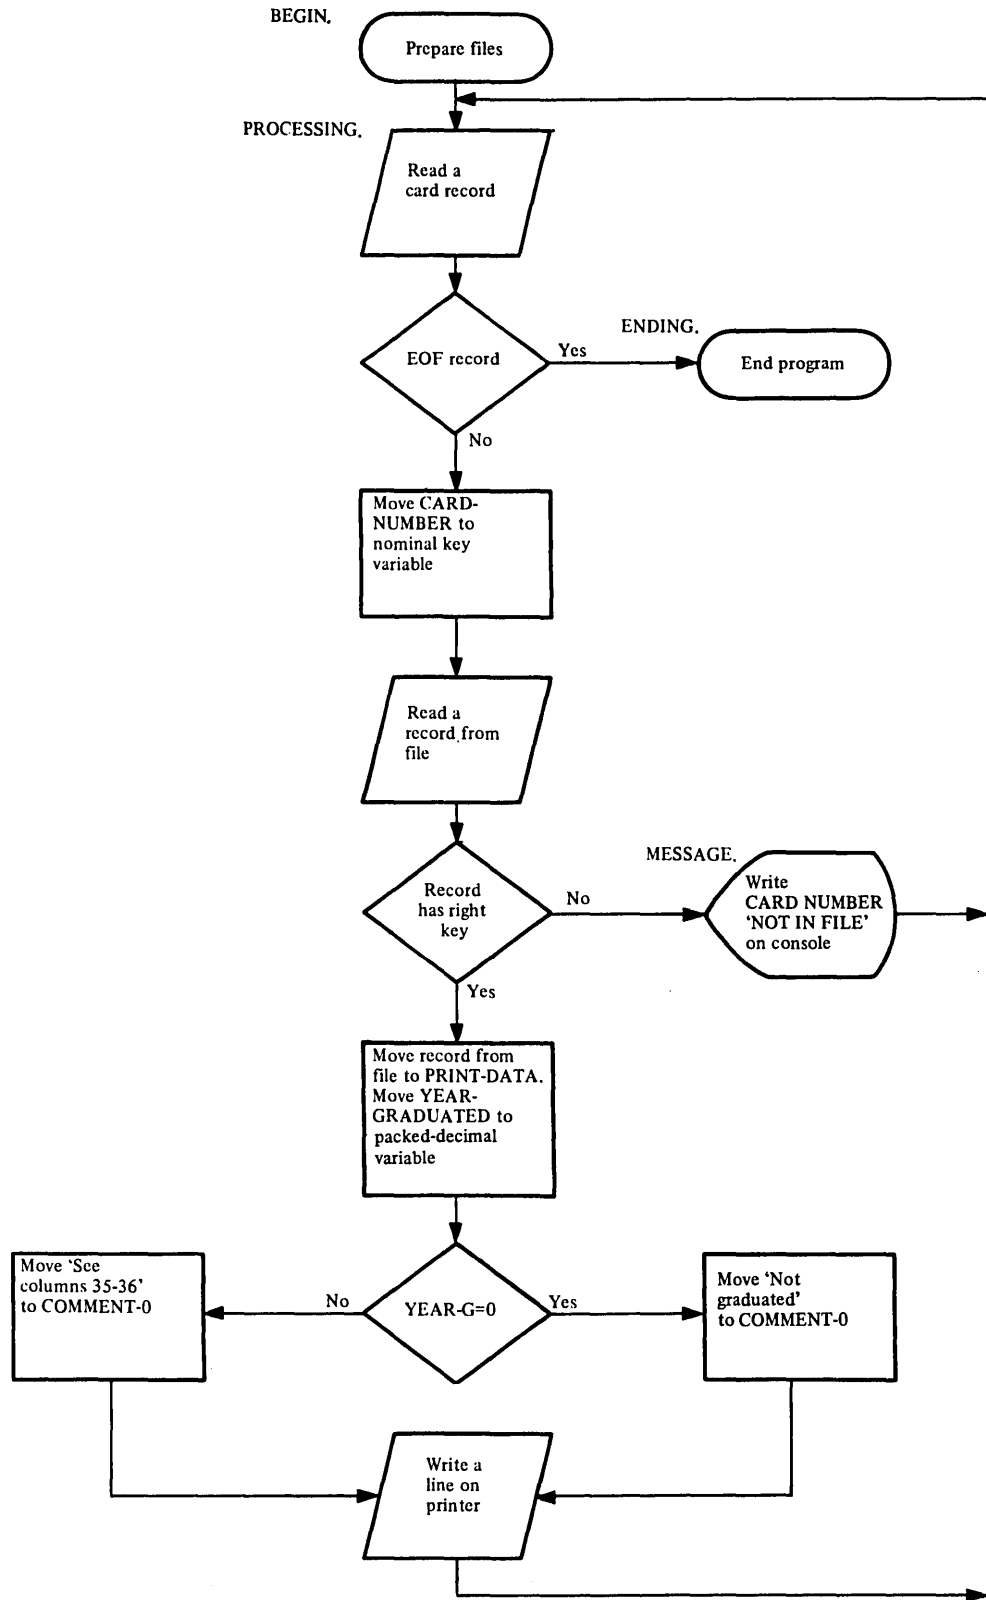 BEGIN.
Prepare files
PROCESSING.
Read a
card record
EOF record
Yes
ENDING.
End program
No
Move CARD-
NUMBER to
nominal key
variable
Read a
record from
file
Record
has right
key
No
MESSAGE.
Write
CARD NUMBER
‘NOT IN FILE’
on console
Yes
Move record from
file to PRINT-DATA.
Move YEAR-
GRADUATED to
packed-decimal
variable
Move ‘See
columns 35-36’
to COMMENT-0
No
YEAR-G=0
Yes
Move ‘Not
graduated’
to COMMENT-0
Write a
line on
printer